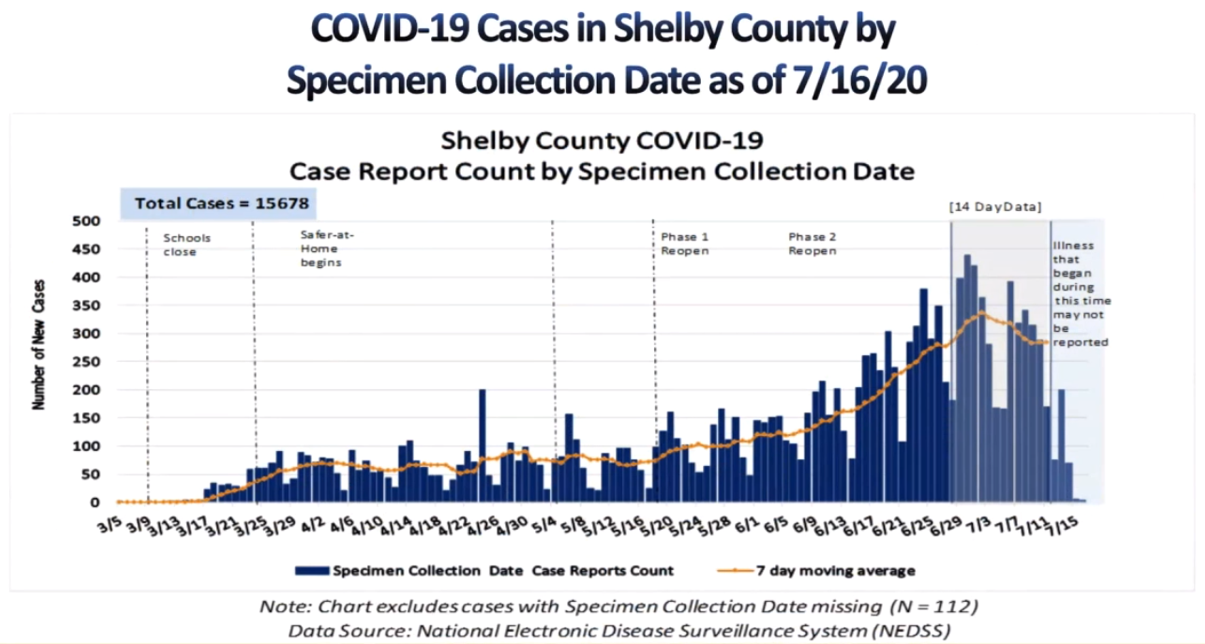 COVID-19 Cases in Shelby County by
Specimen Collection Date as of 7/16/20
Shelby County COVID-19
Case Report Count by Specimen Collection Date
Total Cases = 15678
[14 DayData]
500
450
400
350
300
250
200
150
100
50
0
Number of New Cases
Schools
close
Safer-at-
Home
begins
Phase 1
Reopen
Phase 2
Reopen
Illness
that
began
during
this time
may not
be
reported
3/5 3/9 3/13 3/17 3/21 3/25 3/29 4/2 4/6 4/10 4/14 4/18 4/22 4/26 4/30 5/4 5/8 5/12 5/16 5/20 5/24 5/28 6/1 6/5 6/9 6/13 6/17 6/21 6/25 6/29 7/3 7/7 7/11 7/15
Specimen Collection Date Case Reports Count 7 day moving average
Note: Chart excludes cases with Specimen Collection Date missing (N = 112)
Data Source: National Electronic Disease Surveillance System (NEDSS)